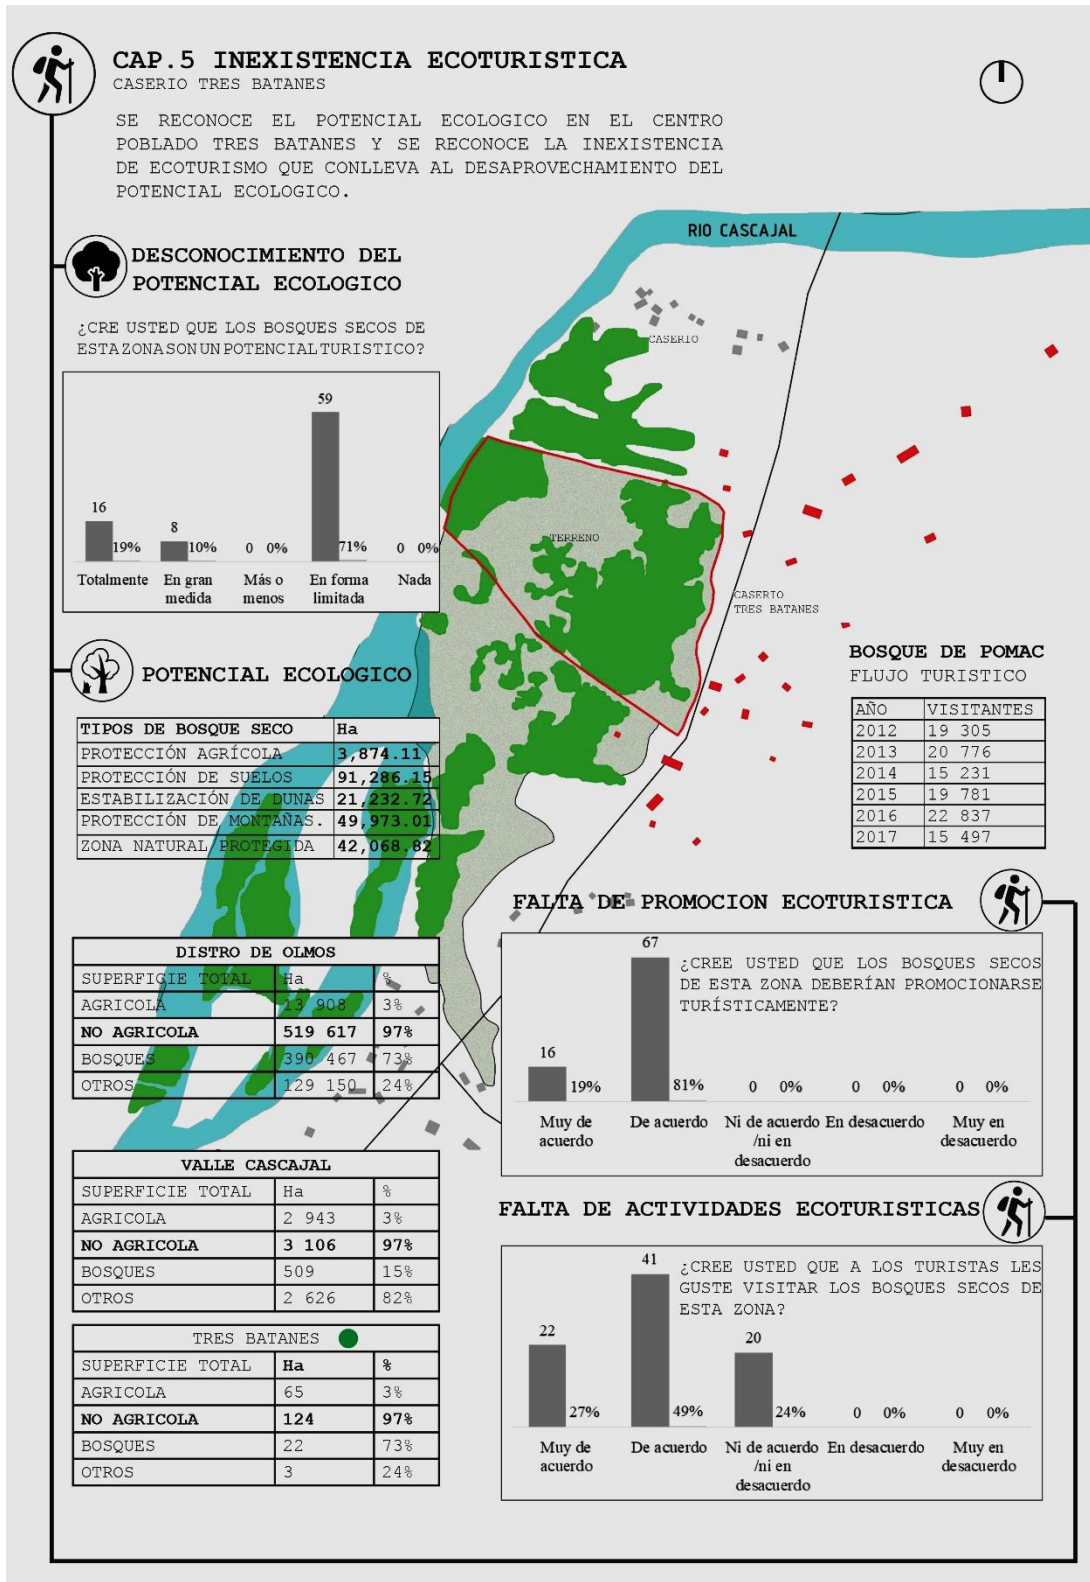 CAP.5 INEXISTENCIA ECOTURISTICA
CASERIO TRES BATANES
SE RECONOCE EL POTENCIAL ECOLOGICO EN EL CENTRO
POBLADO TRES BATANES Y SE RECONOCE LA INEXISTENCIA
DE ECOTURISMO QUE CONLLEVA AL DESAPROVECHAMIENTO DEL
POTENCIAL ECOLOGICO.
RIO CASCAJAL
CASERIO
TERRENO
CASERIO
TRES BATANES
DESCONOCIMIENTO DEL
POTENCIAL ECOLOGICO
¿CRE USTED QUE LOS BOSQUES SECOS DE
ESTA ZONA SON UN POTENCIAL TURISTICO?
16 19% 8 10% 0 0% 59 71% 0 0%
Totalmente En gran Más o En forma Nada
medida menos limitada
POTENCIAL ECOLOGICO
TIPOS DE BOSQUE SECO Ha
PROTECCIÓN AGRÍCOLA 3,874.11
PROTECCIÓN DE SUELOS 91,286.15
ESTABILIZACIÓN DE DUNAS 21,232.72
PROTECCIÓN DE MONTAÑAS. 49,973.01
ZONA NATURAL PROTEGIDA 42,068.82
BOSQUE DE POMAC
FLUJO TURISTICO
AÑO VISITANTES
2012 19 305
2013 20 776
2014 15 231
2015 19 781
2016 22 837
2017 15 497
DISTRO DE OLMOS
SUPERFICIE TOTAL Ha %
AGRICOLA 13 908 3%
NO AGRICOLA 519 617 97%
BOSQUES 390 467 73%
OTROS 129 150 24%
VALLE CASCAJAL
SUPERFICIE TOTAL Ha %
AGRICOLA 2 943 3%
NO AGRICOLA 3 106 97%
BOSQUES 509 15%
OTROS 2 626 82%
TRES BATANES
SUPERFICIE TOTAL Ha %
AGRICOLA 65 3%
NO AGRICOLA 124 97%
BOSQUES 22 73%
OTROS 3 24%
FALTA DE PROMOCION ECOTURISTICA
¿CREE USTED QUE LOS BOSQUES SECOS
DE ESTA ZONA DEBERÍAN PROMOCIONARSE
TURÍSTICAMENTE?
16 19% 67 81% 0 0% 0 0% 0 0%
Muy de De acuerdo Ni de acuerdo En desacuerdo Muy en
acuerdo /ni en desacuerdo
desacuerdo
FALTA DE ACTIVIDADES ECOTURISTICAS
¿CREE USTED QUE A LOS TURISTAS LES
GUSTE VISITAR LOS BOSQUES SECOS DE
ESTA ZONA?
22 27% 41 49% 20 24% 0 0% 0 0%
Muy de De acuerdo Ni de acuerdo En desacuerdo Muy en
acuerdo /ni en desacuerdo
desacuerdo